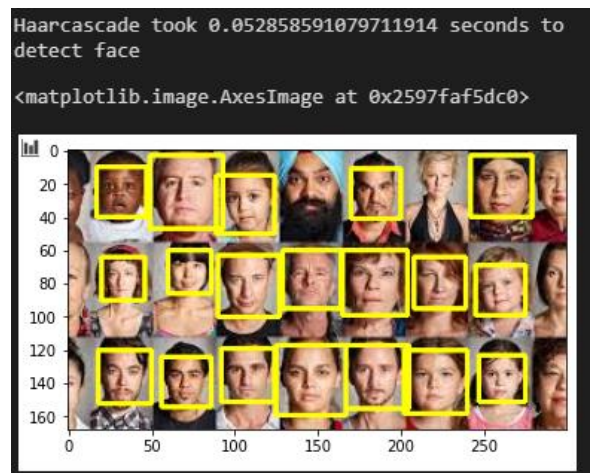 Haarcascade took 0.052858591079711914 seconds to
detect face
<matplotlib.image.AxesImage at 0x2597faf5dc0>
0
20
40
60
80
100
120
140
160
0 50 100 150 200 250